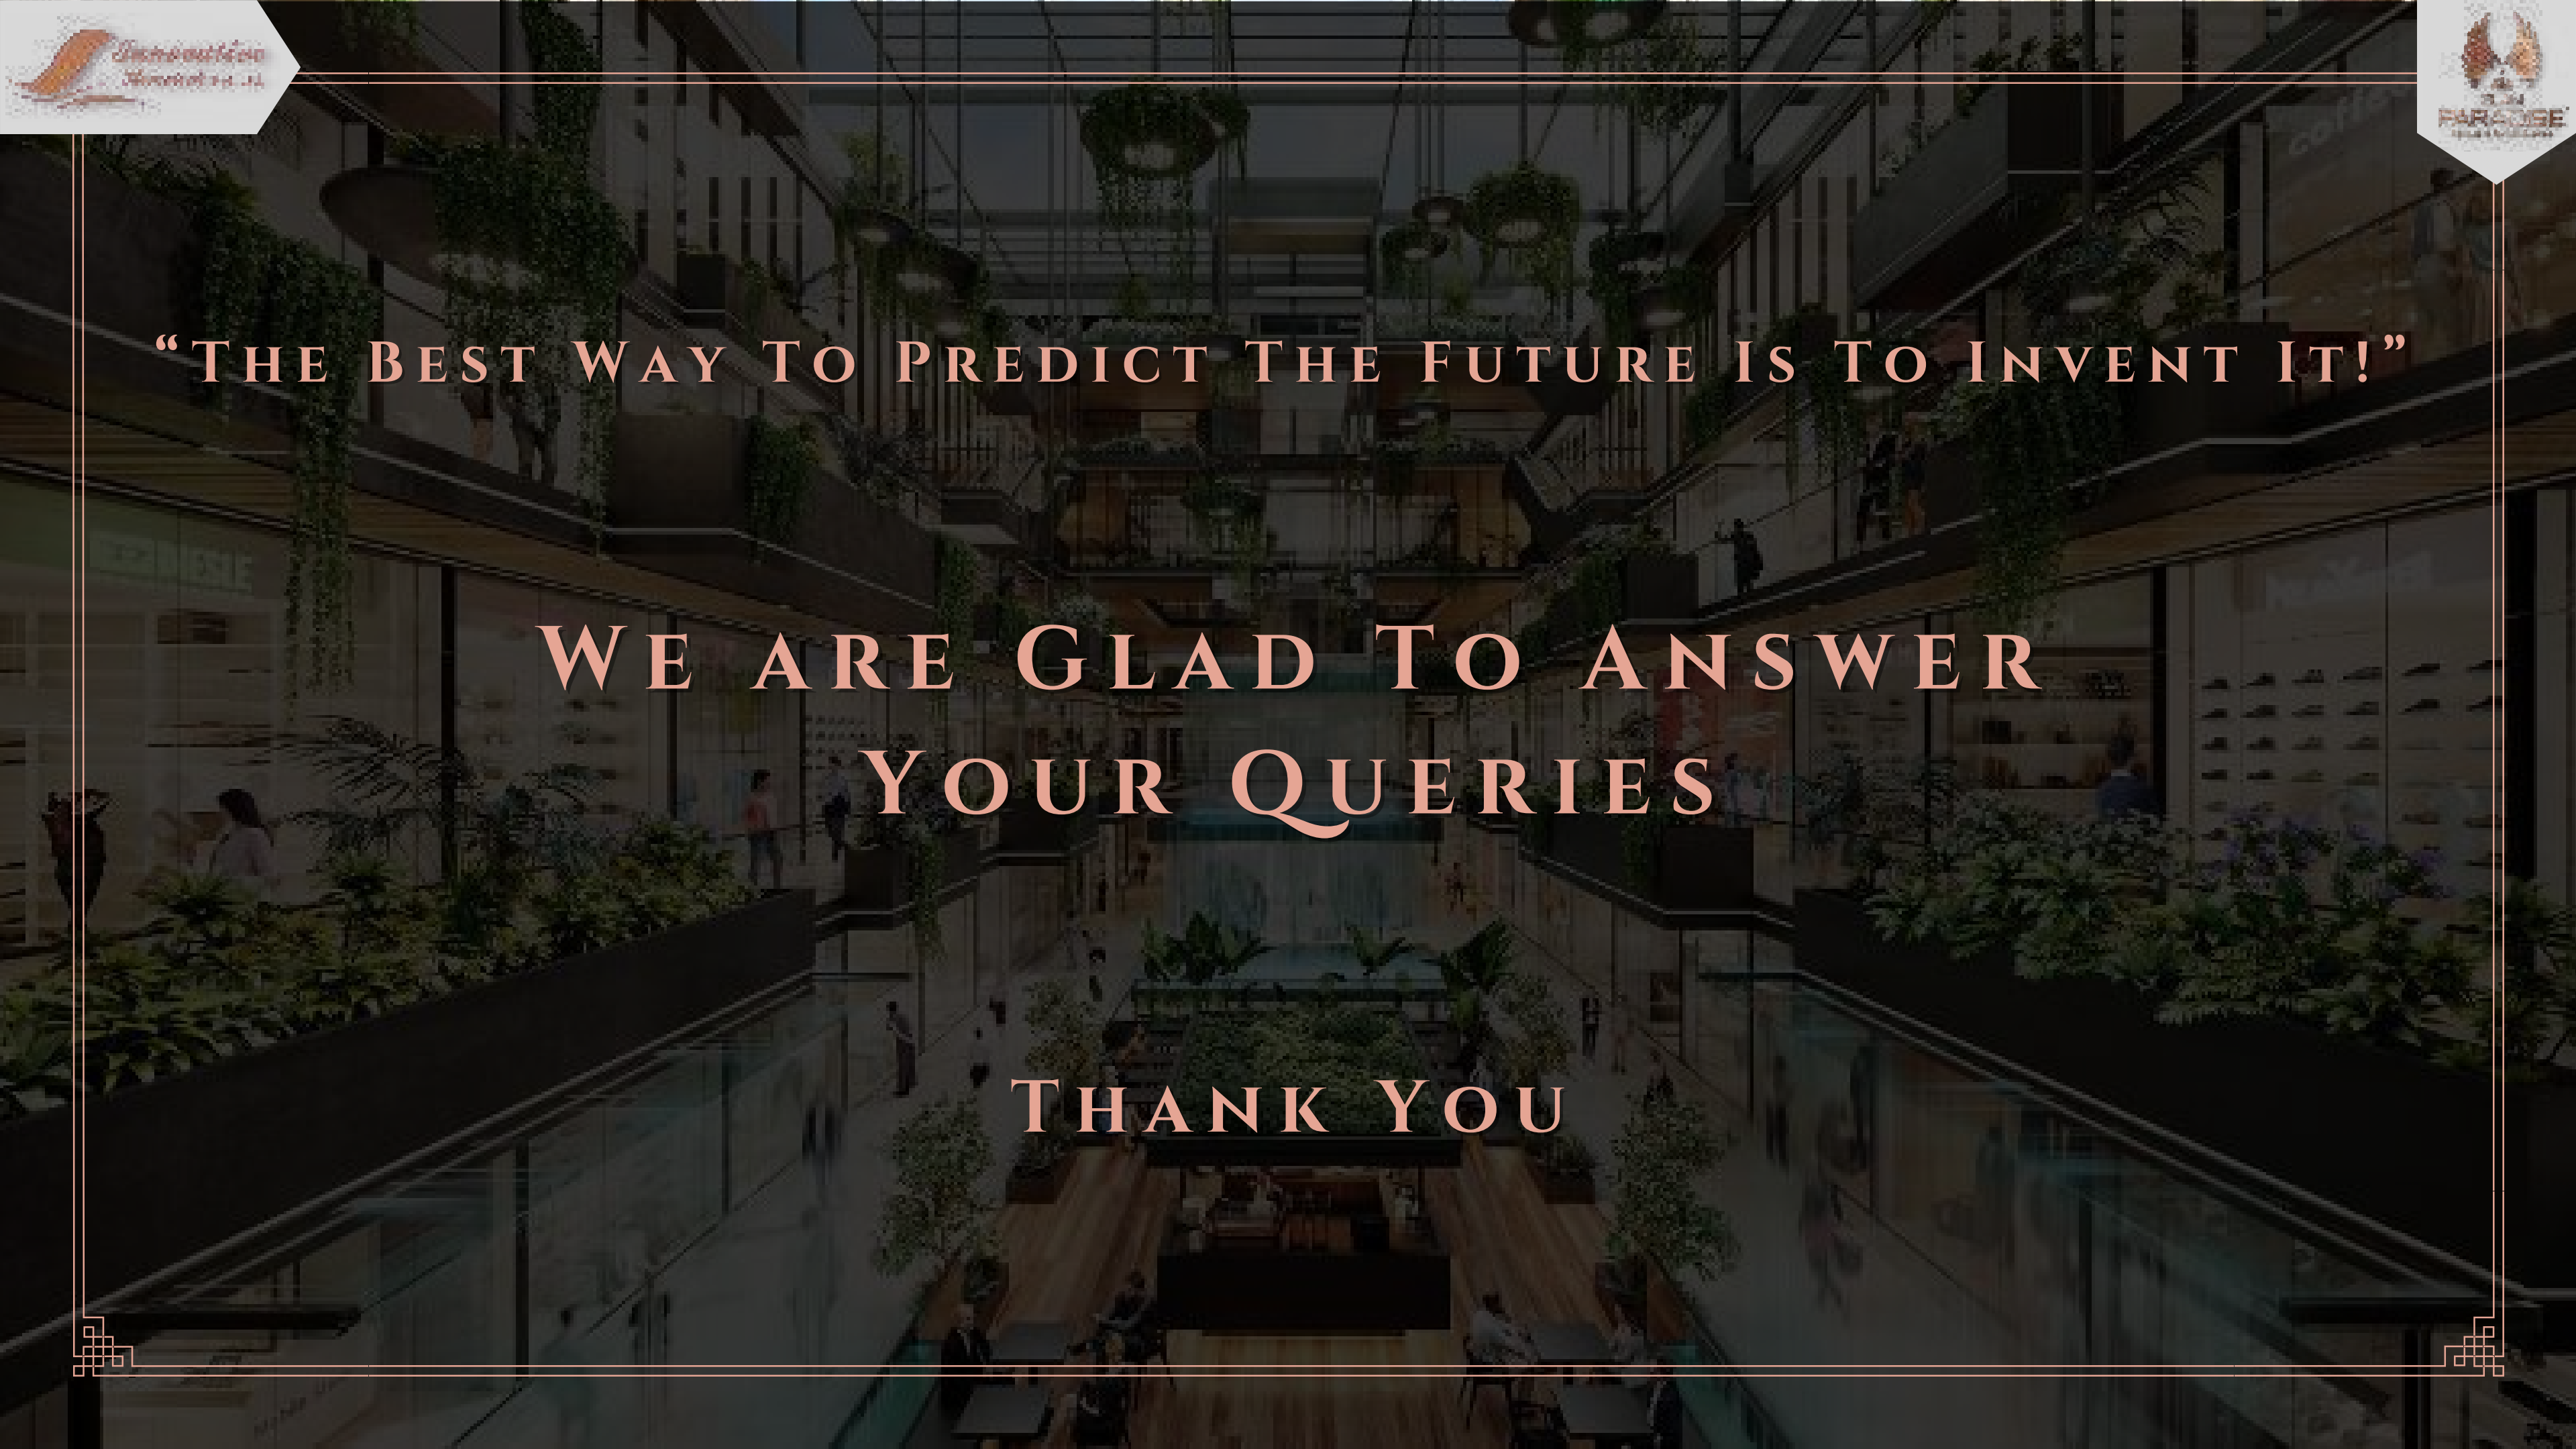 “The Best Way To Predict The Future Is To Invent It!”
We are Glad To Answer
Your Queries
Thank You
PARADISE